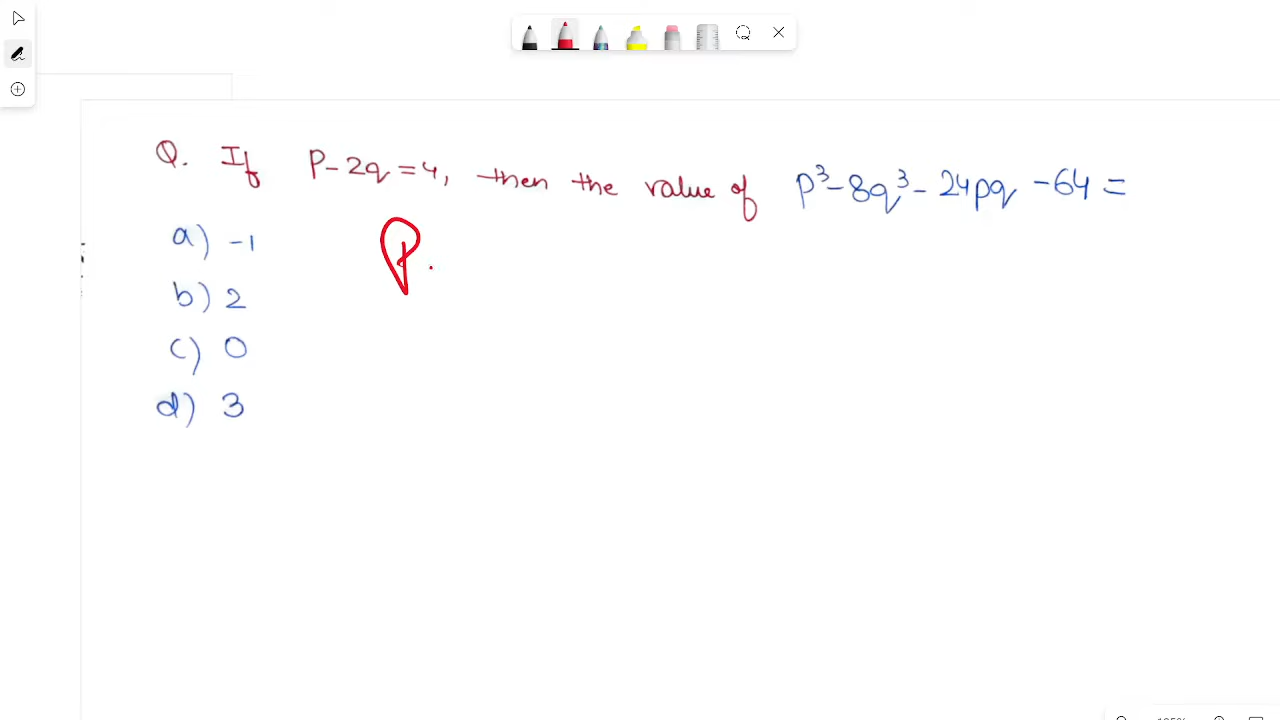 Q. If P-2q=4, then the value of p³-8q³-24pq-64=
a) -1
P.
b) 2
c) 0
d) 3